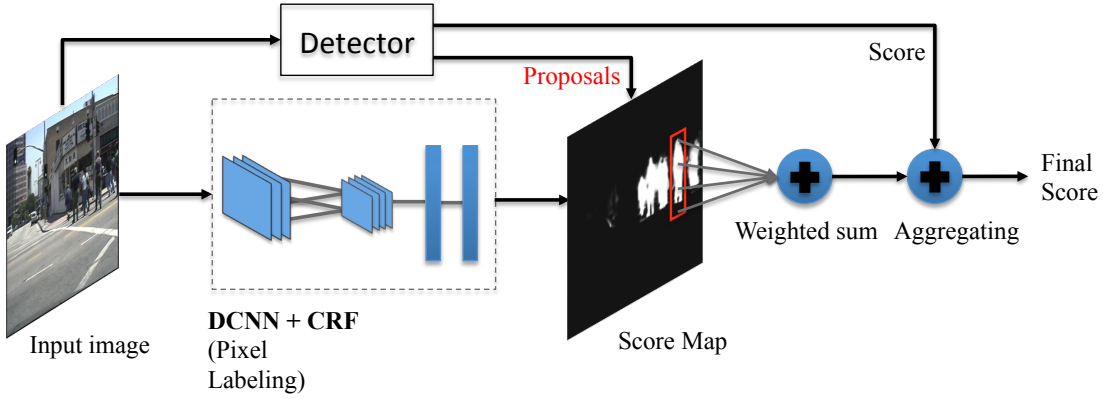 Detector
Score
Proposals
Final
Score
Weighted sum
Aggregating
DCNN + CRF
(Pixel
Labeling)
Input image
Score Map